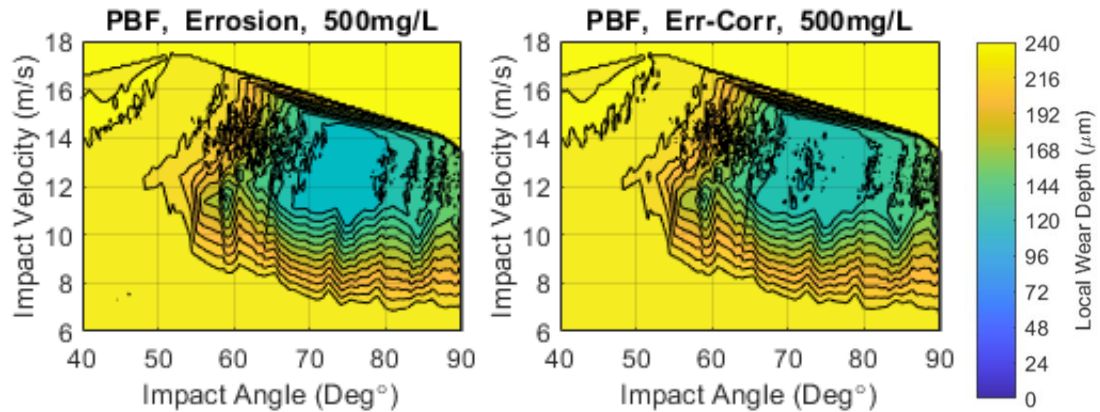 PBF, Errosion, 500mg/L
Impact Velocity (m/s)
18
16
14
12
10
8
6
40 50 60 70 80 90
Impact Angle (Deg°)
PBF, Err-Corr, 500mg/L
Impact Velocity (m/s)
18
16
14
12
10
8
6
40 50 60 70 80 90
Impact Angle (Deg°)
240
216
192
168
144
120
96
72
48
24
0
Local Wear Depth (μm)